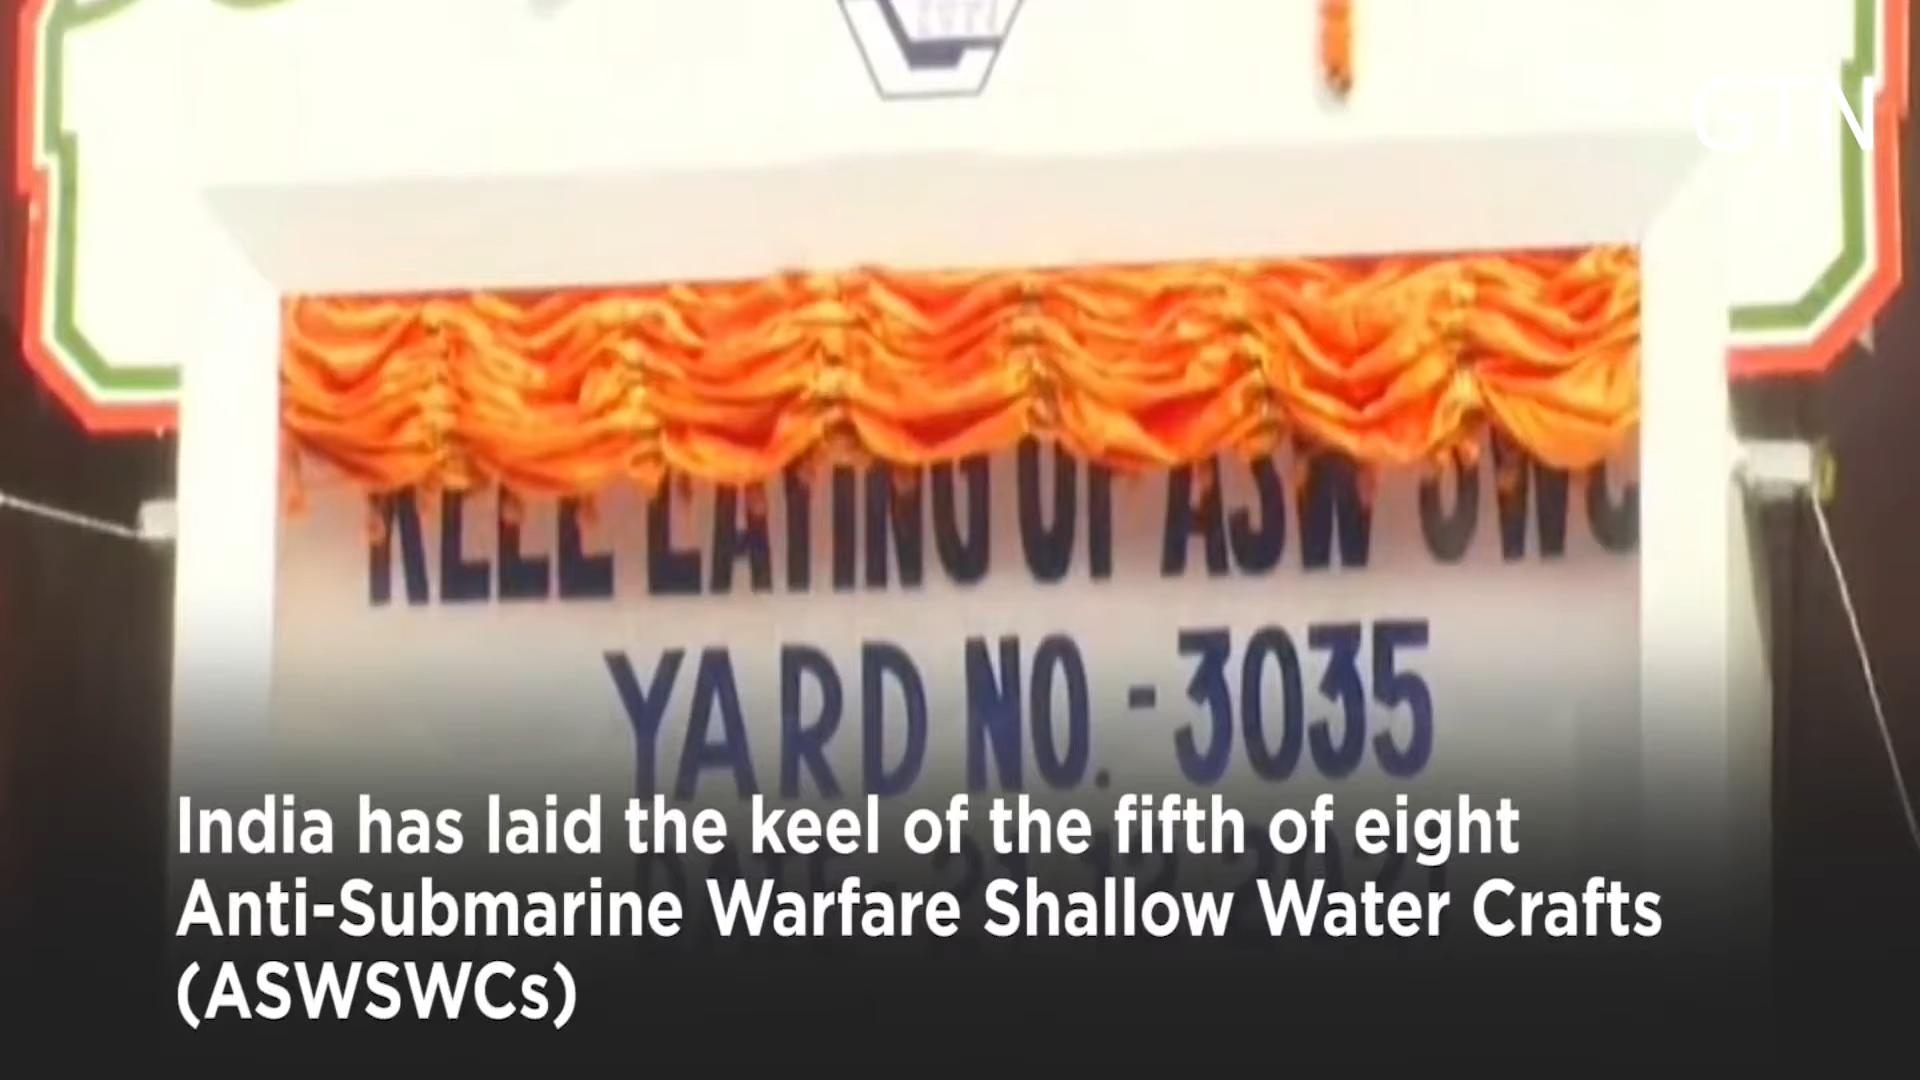 GTN
KEEL LAYING OF ASW SWC
YARD NO.-3035
India has laid the keel of the fifth of eight
Anti-Submarine Warfare Shallow Water Crafts
(ASWSWCs)